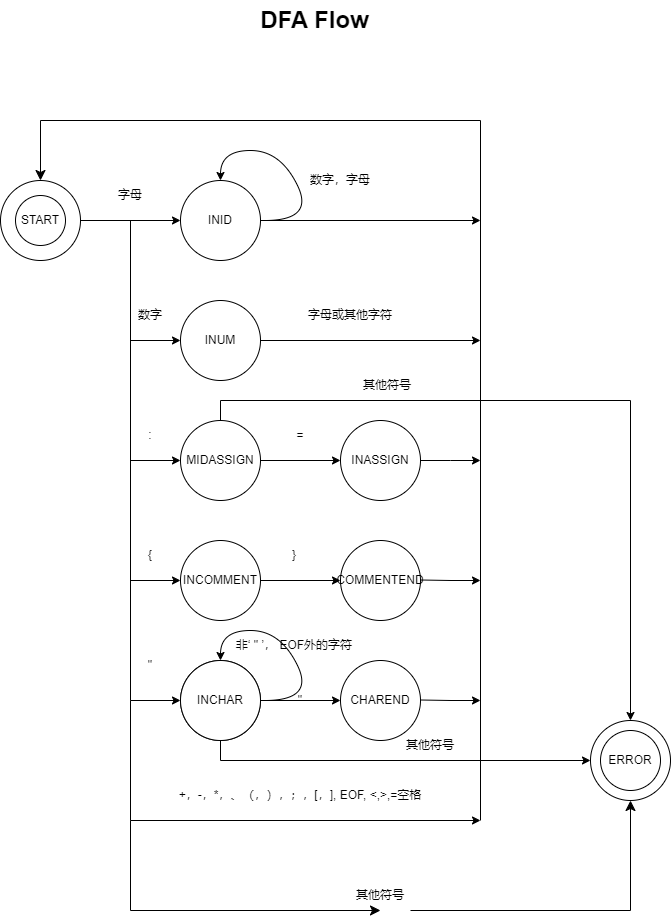 DFA Flow
字母
数字，字母
START
INID
数字
字母或其他字符
INUM
其他符号
:
=
MIDASSIGN
INASSIGN
{
}
INCOMMENT
COMMENTEND
非‘ " ’， EOF外的字符
"
INCHAR
"
CHAREND
其他符号
ERROR
+，-，*，、（，），；，[，], EOF, <,>,=空格
其他符号